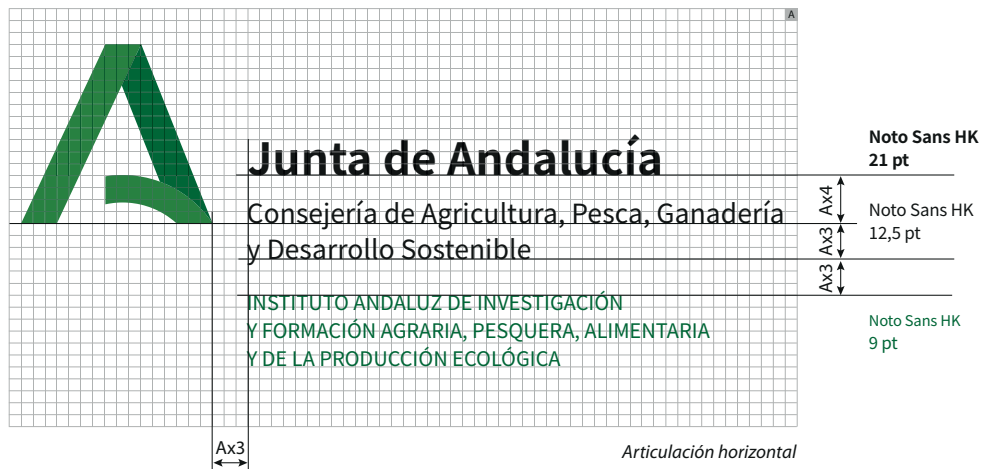 A
Junta de Andalucía
Consejería de Agricultura, Pesca, Ganadería
y Desarrollo Sostenible
INSTITUTO ANDALUZ DE INVESTIGACIÓN
Y FORMACIÓN AGRARIA, PESQUERA, ALIMENTARIA
Y DE LA PRODUCCIÓN ECOLÓGICA
Noto Sans HK
21 pt
Ax4
Noto Sans HK
12,5 pt
Ax3
Ax3
Noto Sans HK
9 pt
Ax3
Articulación horizontal